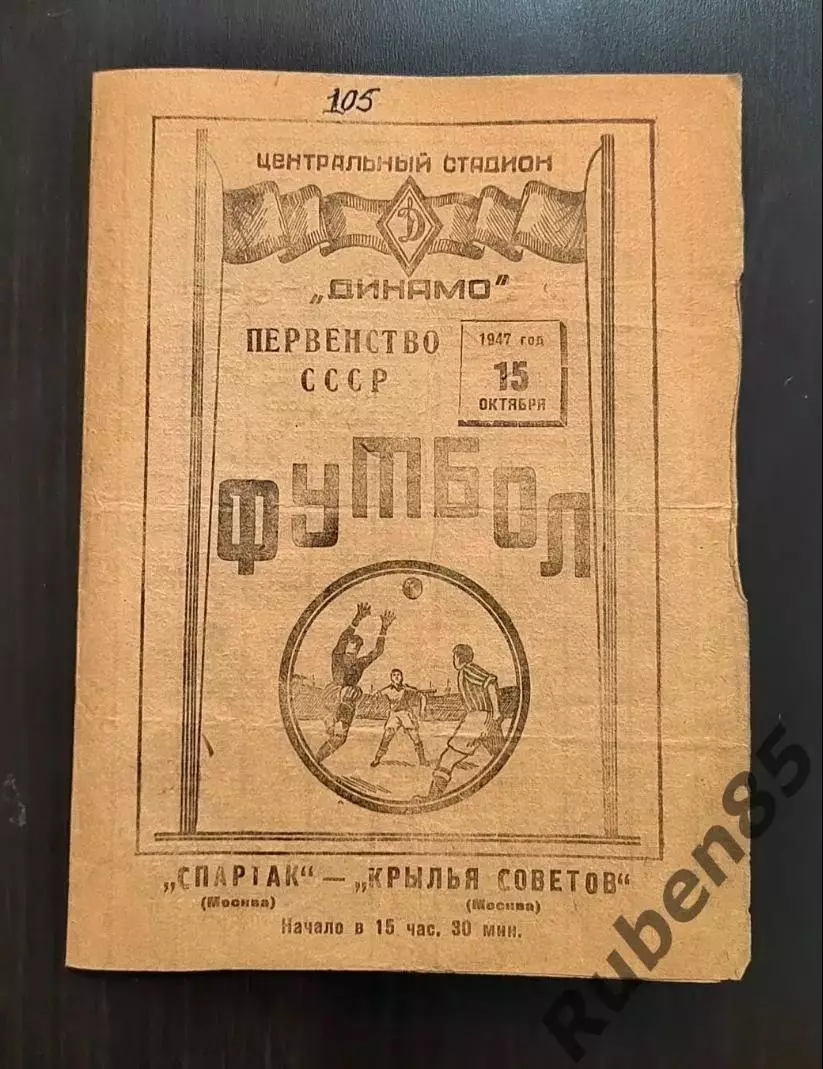 105
ЦЕНТРАЛЬНЫЙ СТАДИОН
Д
„ДИНАМО"
ПЕРВЕНСТВО
СССР
1947 год
15
ОКТЯБРЯ
ФУТБОЛ
„СПАРТАК" — „КРЫЛЬЯ СОВЕТОВ"
(Москва) (Москва)
Начало в 15 час. 30 мин.
Ruben85